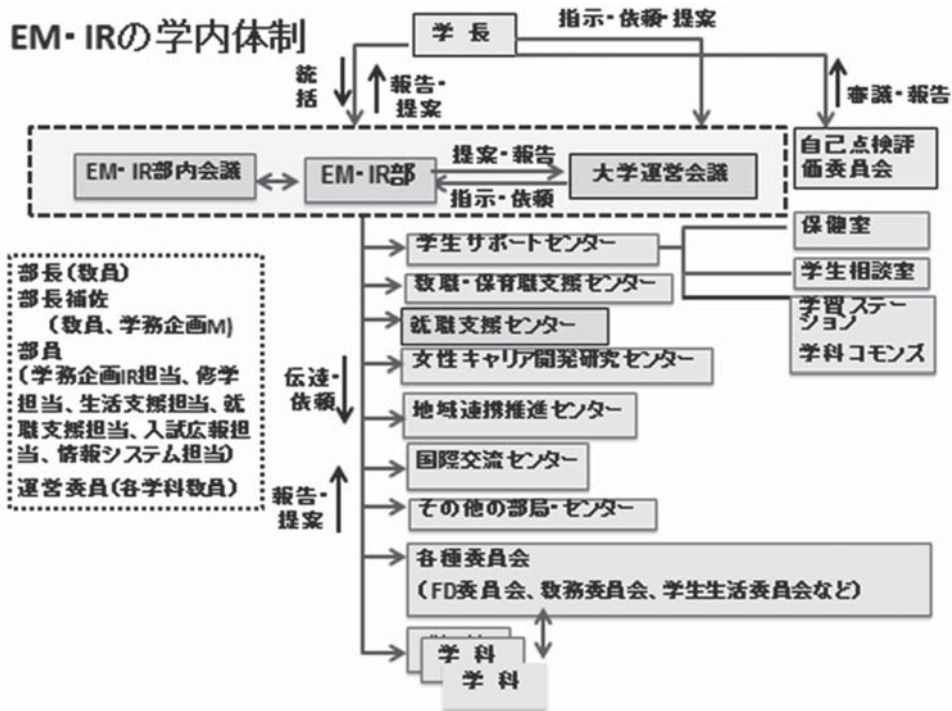 EM・IRの学内体制
学 長
指示・依頼・提案
統括
報告・提案
審議・報告
自己点検評
価委員会
EM・IR部内会議
EM・IR部
提案・報告
指示・依頼
大学運営会議
学生サポートセンター
保健室
学生相談室
学習ステー
ション
学科コモンズ
教職・保育職支援センター
就職支援センター
女性キャリア開発研究センター
地域連携推進センター
国際交流センター
その他の部局・センター
各種委員会
(FD委員会、教務委員会、学生生活委員会など)
学 科
学 科
伝達・
依頼
報告・
提案
部長(教員)
部長補佐
(教員、学務企画M)
部員
(学務企画IR担当、修学
担当、生活支援担当、就
職支援担当、入試広報担
当、情報システム担当)
運営委員(各学科教員)